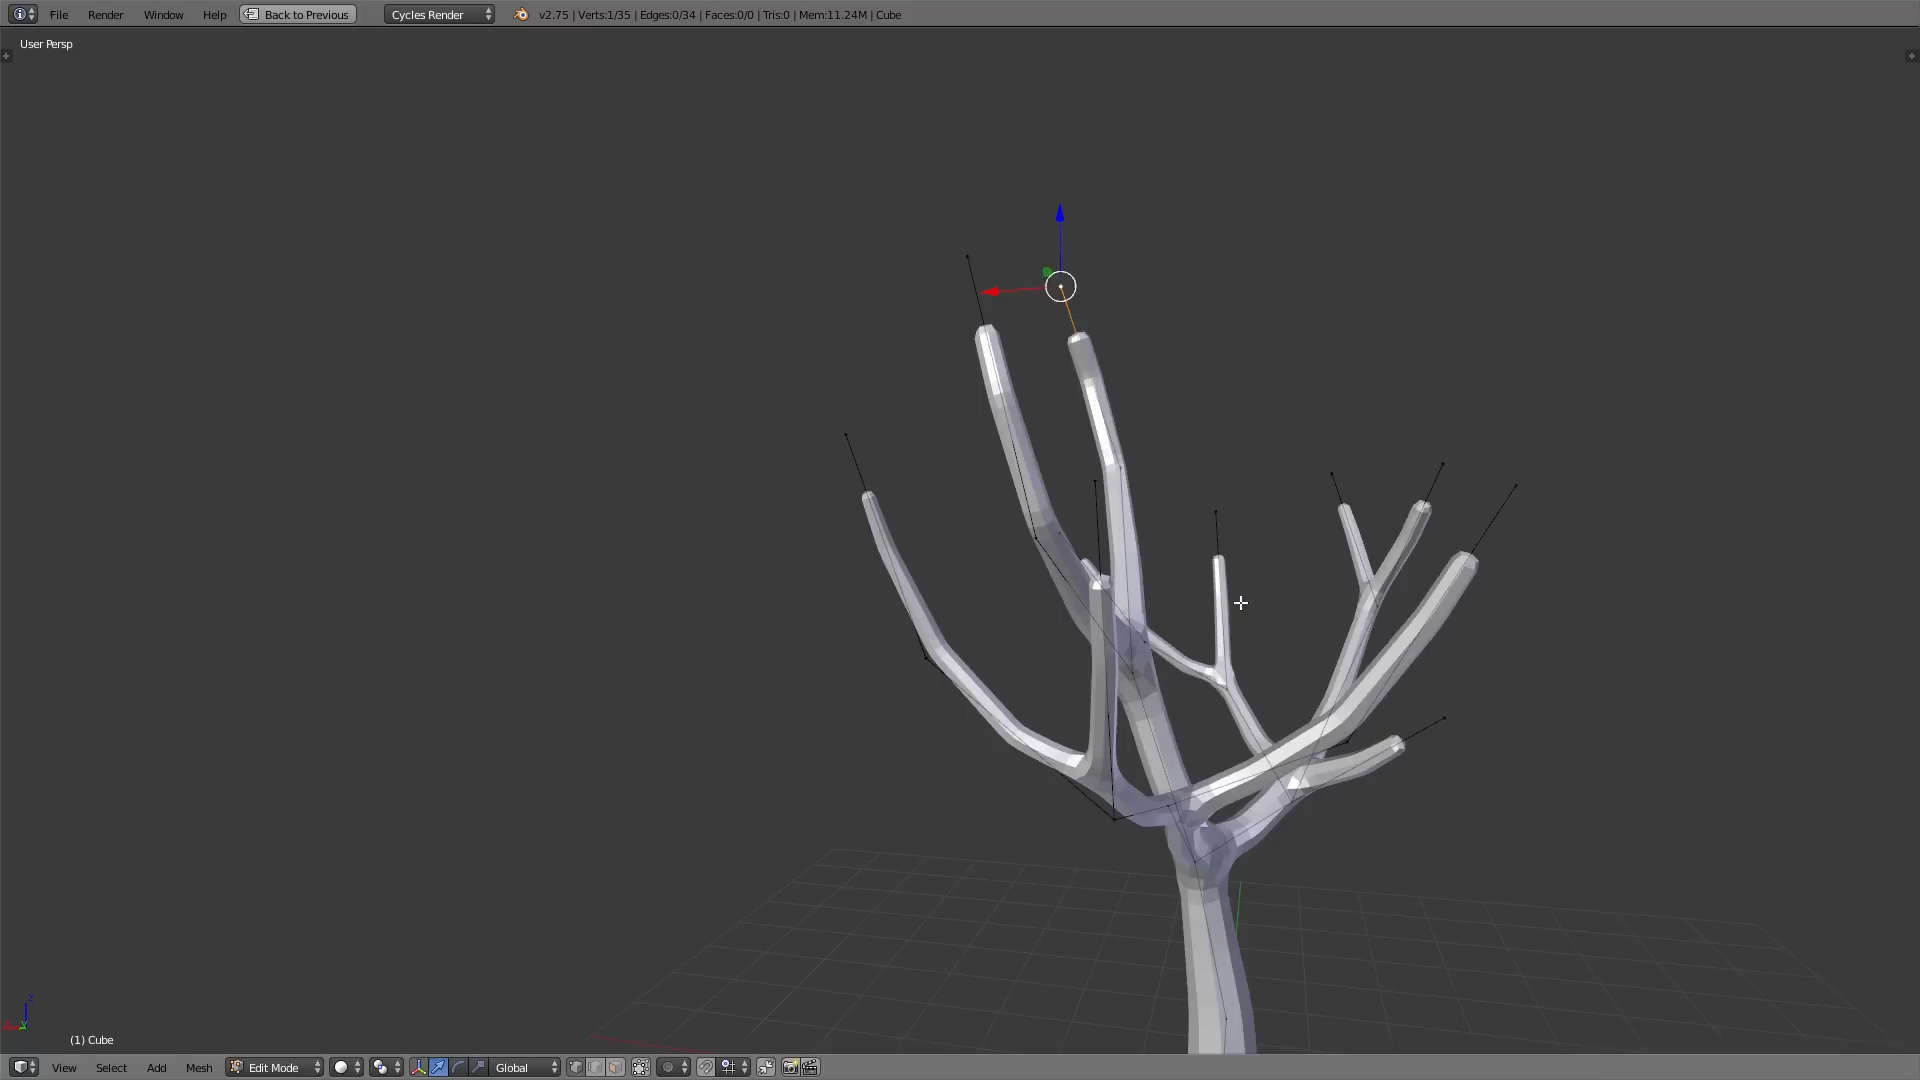 File Render Window Help Back to Previous Cycles Render v2.75 | Verts:1/35 | Edges:0/34 | Faces:0/0 | Tris:0 | Mem:11.24M | Cube
User Persp
z
(1) Cube
View Select Add Mesh Edit Mode Global